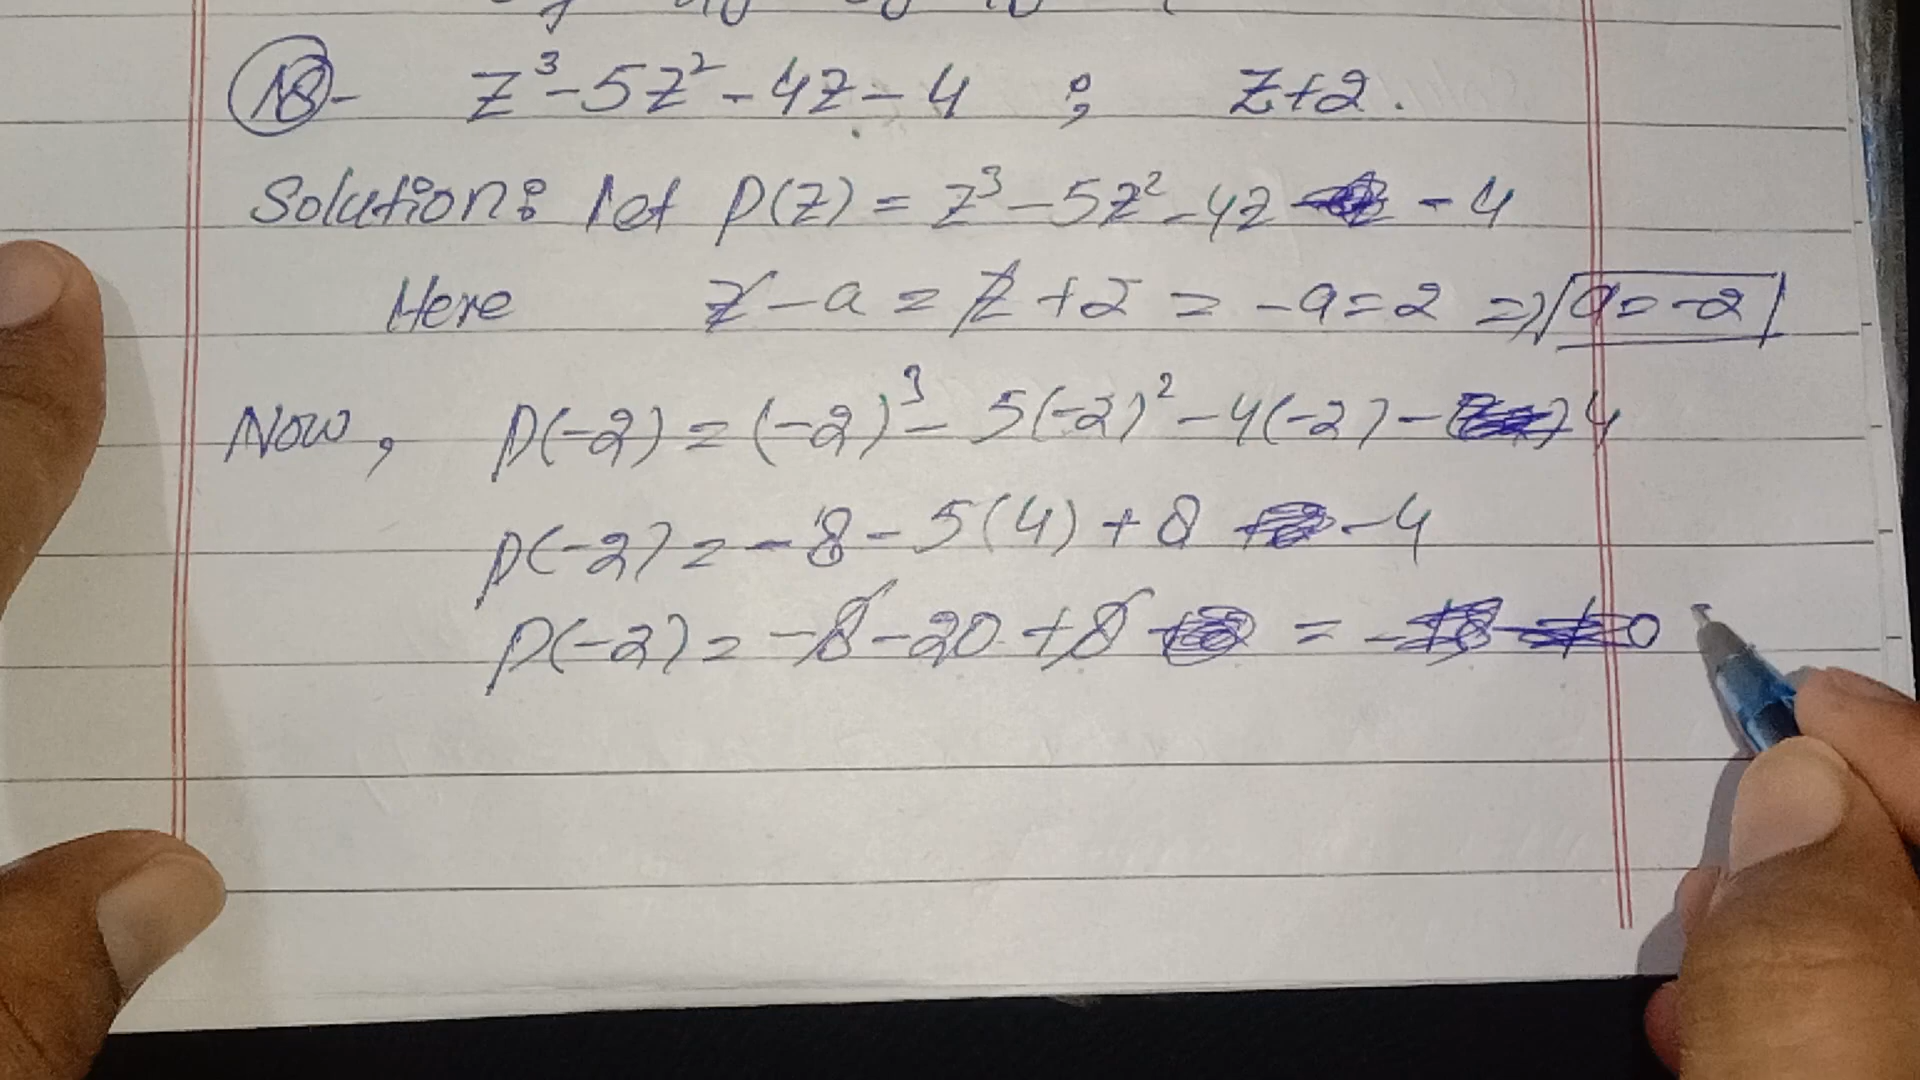 18- z³-5z²-4z-4 ; z+2.
Solution: let p(z) = z³-5z²-4z -4
Here z-a = z+2 = -a=2 => a=-2
Now, p(-2) = (-2)³-5(-2)²-4(-2)-4
p(-2) = -8-5(4)+8 -4
p(-2) = -8-20+8 = - 0